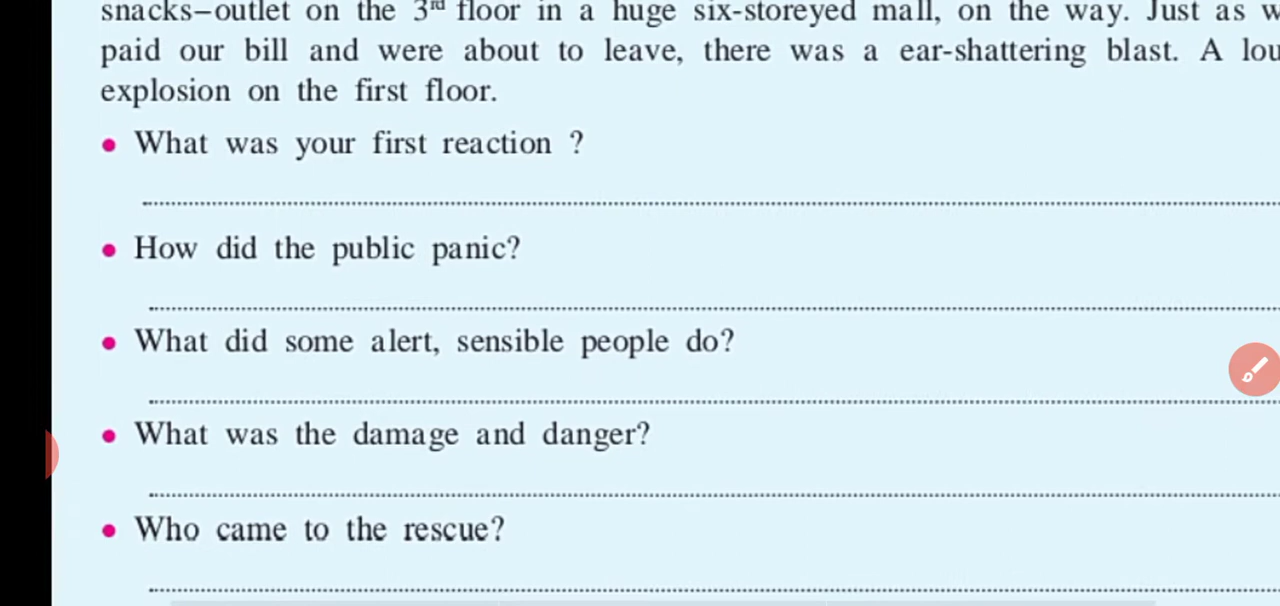 snacks–outlet on the 3rd floor in a huge six-storeyed mall, on the way. Just as
paid our bill and were about to leave, there was a ear-shattering blast. A
explosion on the first floor.
• What was your first reaction ?
• How did the public panic?
• What did some alert, sensible people do?
• What was the damage and danger?
• Who came to the rescue?